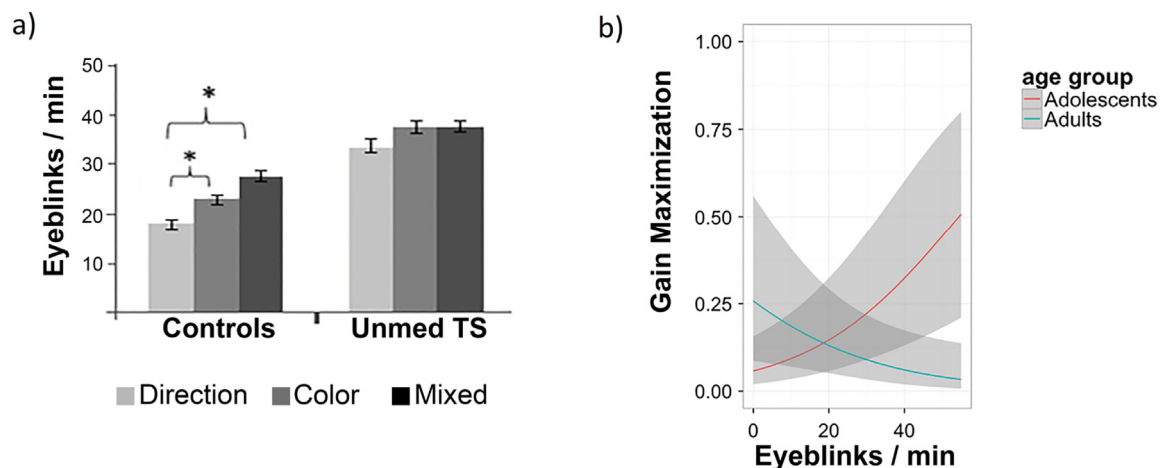 a)
Eyeblinks / min
50
40
30
20
10
*
*
Controls
Unmed TS
Direction
Color
Mixed
b)
Gain Maximization
1.00
0.75
0.50
0.25
0.00
0
20
40
Eyeblinks / min
age group
Adolescents
Adults